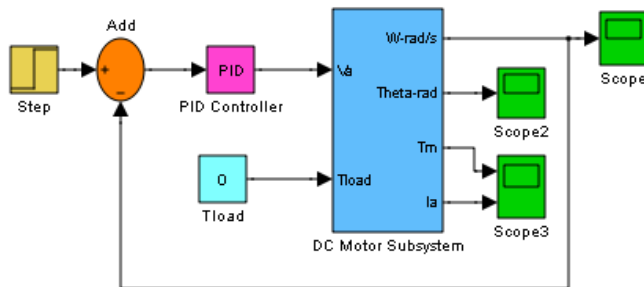 Add
W-rad/s
+
−
PID
Va
Step
PID Controller
Scope
Theta-rad
Scope2
Tm
0
Tload
Ia
Tload
Scope3
DC Motor Subsystem